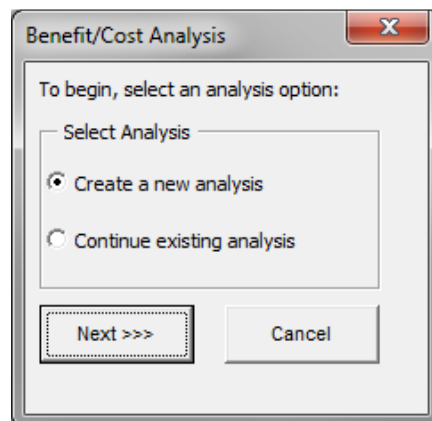 Benefit/Cost Analysis
To begin, select an analysis option:
Select Analysis
Create a new analysis
Continue existing analysis
Next >>>
Cancel